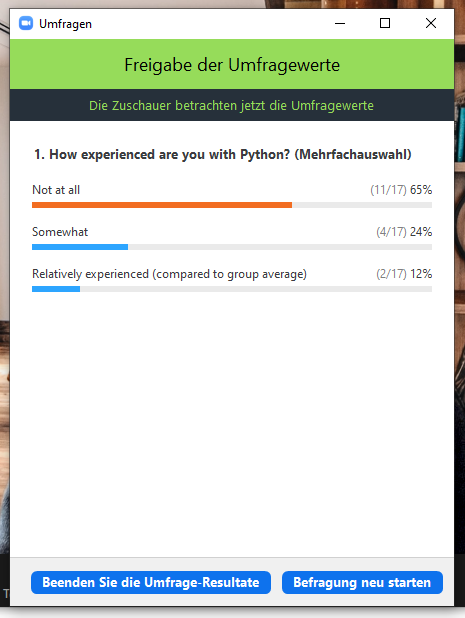 Umfragen
Freigabe der Umfragewerte
Die Zuschauer betrachten jetzt die Umfragewerte
1. How experienced are you with Python? (Mehrfachauswahl)
Not at all (11/17) 65%
Somewhat (4/17) 24%
Relatively experienced (compared to group average) (2/17) 12%
Beenden Sie die Umfrage-Resultate Befragung neu starten